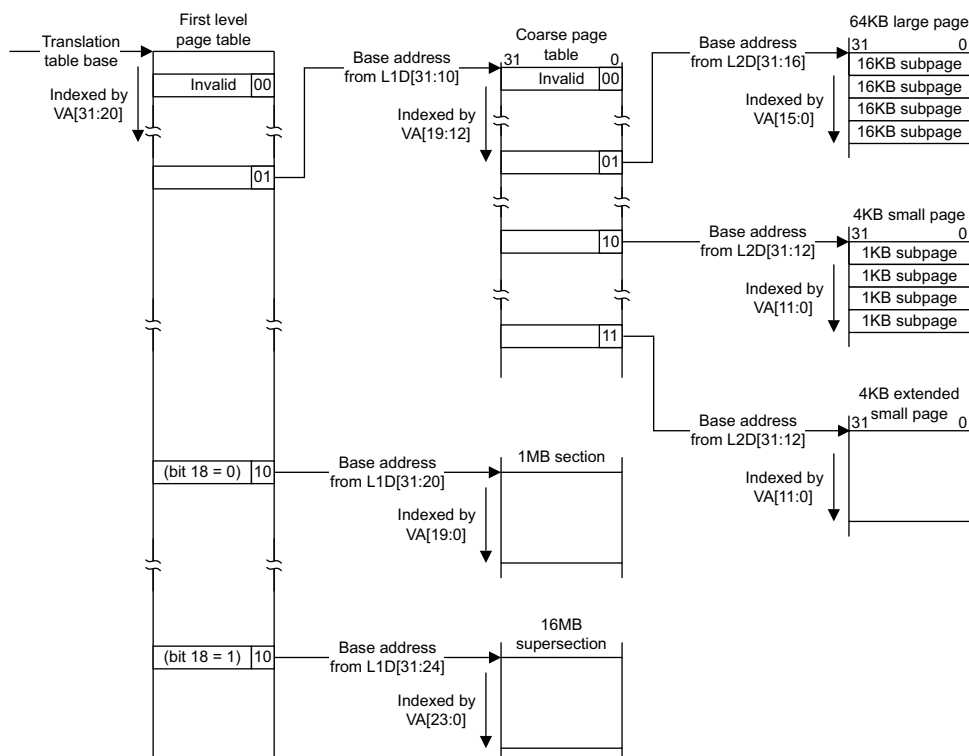 First level
page table
Translation
table base
Indexed by
VA[31:20]
Invalid
00
01
(bit 18 = 0)
10
(bit 18 = 1)
10
Base address
from L1D[31:10]
Coarse page
table
31
0
Invalid
00
Indexed by
VA[19:12]
01
10
11
Base address
from L2D[31:16]
64KB large page
31
0
16KB subpage
16KB subpage
16KB subpage
16KB subpage
Indexed by
VA[15:0]
Base address
from L2D[31:12]
4KB small page
31
0
1KB subpage
1KB subpage
1KB subpage
1KB subpage
Indexed by
VA[11:0]
Base address
from L2D[31:12]
4KB extended
small page
31
0
Indexed by
VA[11:0]
Base address
from L1D[31:20]
1MB section
Indexed by
VA[19:0]
Base address
from L1D[31:24]
16MB
supersection
Indexed by
VA[23:0]